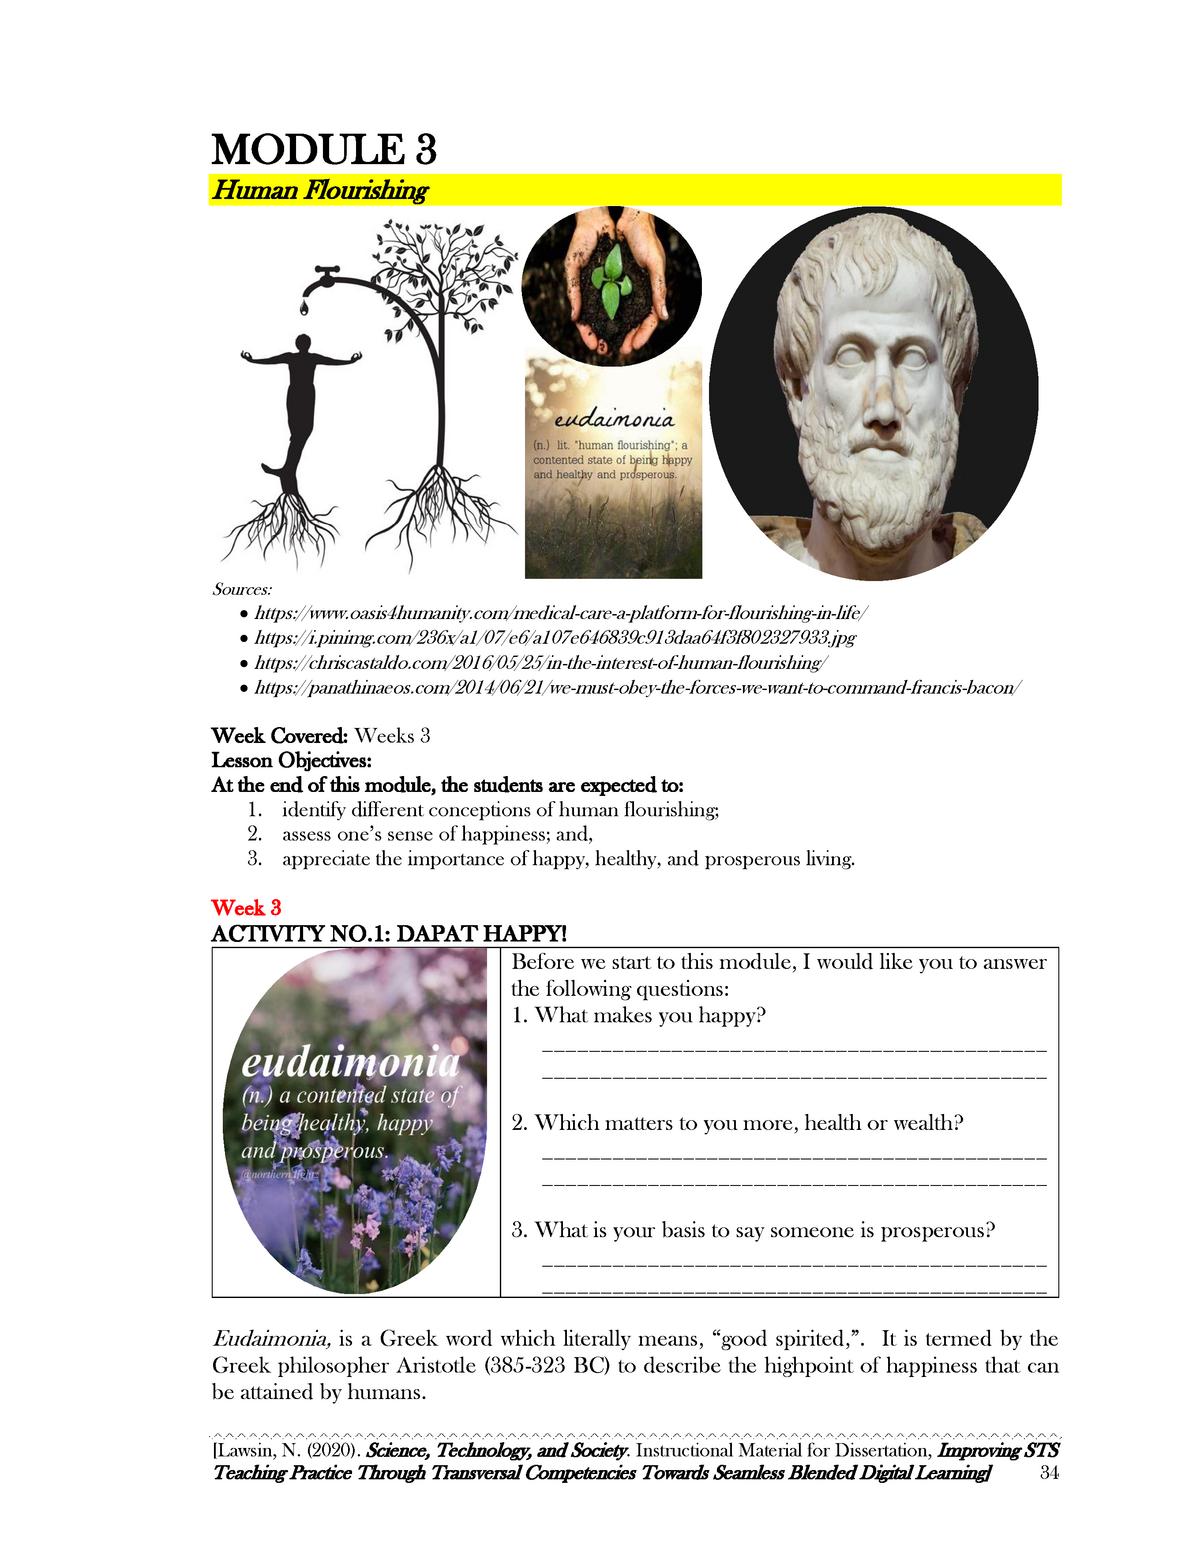 MODULE 3
Human Flourishing
eudaimonia
(n.) lit. "human flourishing"; a
contented state of being happy
and healthy and prosperous.
Sources:
• https://www.oasis4humanity.com/medical-care-a-platform-for-flourishing-in-life/
• https://i.pinimg.com/236x/a1/07/e6/a107e646839c913daa64f3f802327933.jpg
• https://chriscastaldo.com/2016/05/25/in-the-interest-of-human-flourishing/
• https://panathinaeos.com/2014/06/21/we-must-obey-the-forces-we-want-to-command-francis-bacon/
Week Covered: Weeks 3
Lesson Objectives:
At the end of this module, the students are expected to:
1. identify different conceptions of human flourishing;
2. assess one's sense of happiness; and,
3. appreciate the importance of happy, healthy, and prosperous living.
Week 3
ACTIVITY NO.1: DAPAT HAPPY!
eudaimonia
(n.) a contented state of
being healthy, happy
and prosperous.
Before we start to this module, I would like you to answer
the following questions:
1. What makes you happy?
____________________________________________
____________________________________________
2. Which matters to you more, health or wealth?
____________________________________________
____________________________________________
3. What is your basis to say someone is prosperous?
____________________________________________
____________________________________________
Eudaimonia, is a Greek word which literally means, “good spirited,”. It is termed by the
Greek philosopher Aristotle (385-323 BC) to describe the highpoint of happiness that can
be attained by humans.
[Lawsin, N. (2020). Science, Technology, and Society. Instructional Material for Dissertation, Improving STS
Teaching Practice Through Transversal Competencies Towards Seamless Blended Digital Learning] 34